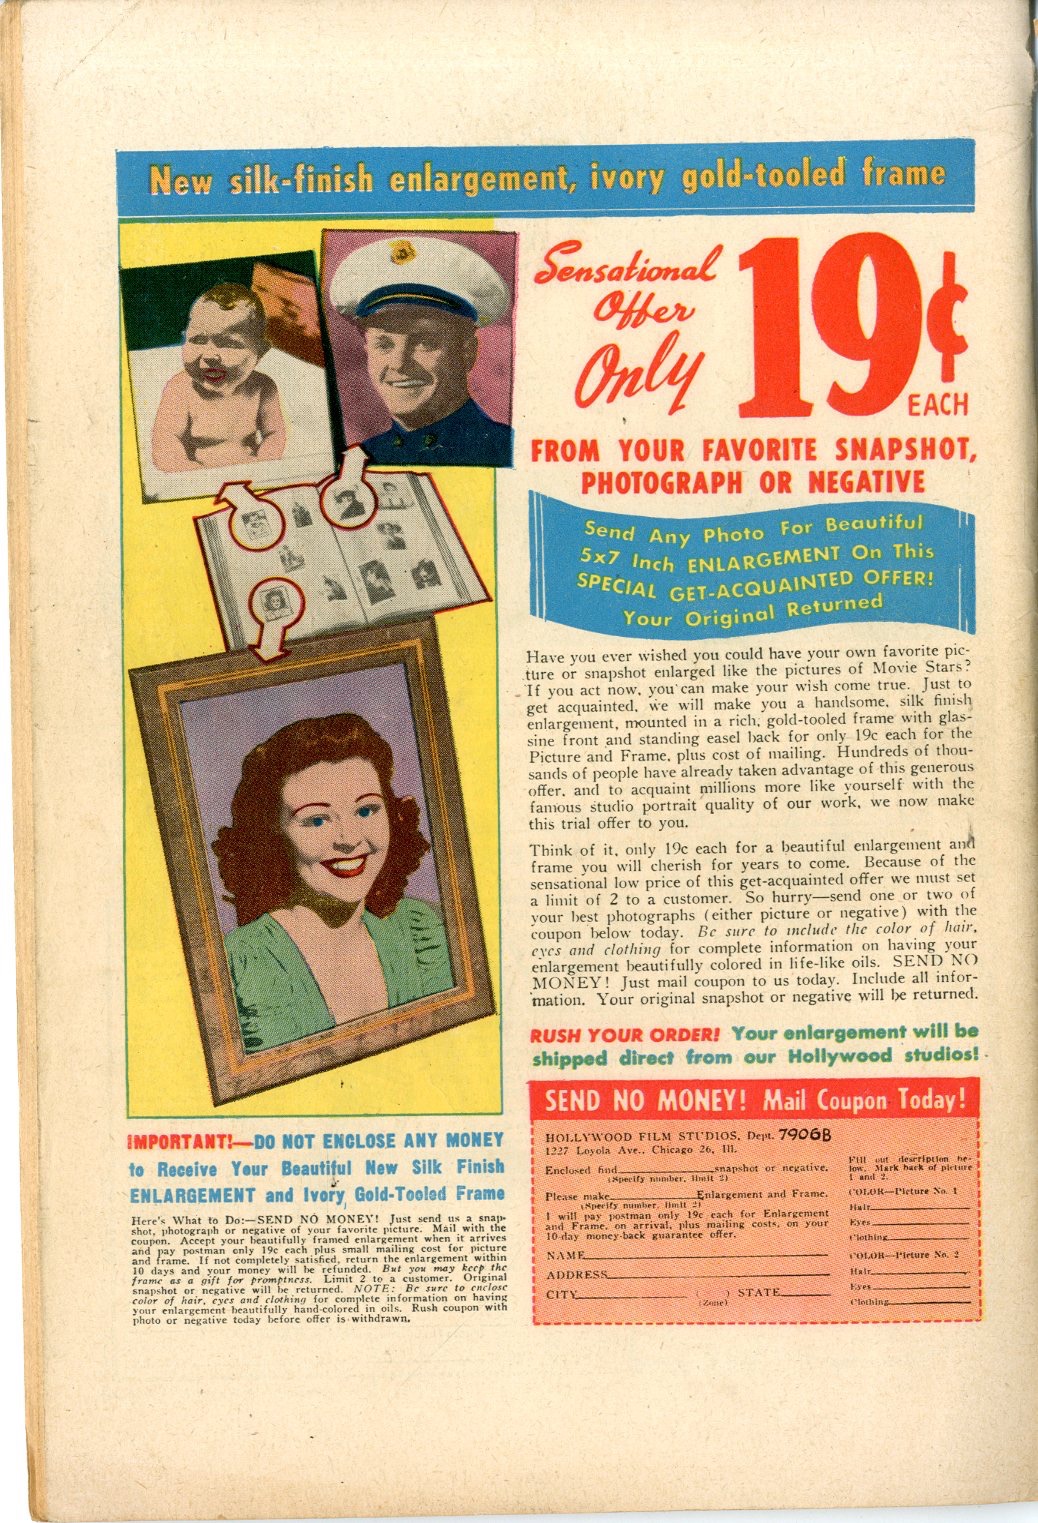 New silk-finish enlargement, ivory gold-tooled frame
Sensational
Offer
Only
19¢
EACH
FROM YOUR FAVORITE SNAPSHOT,
PHOTOGRAPH OR NEGATIVE
Send Any Photo For Beautiful
5x7 Inch ENLARGEMENT On This
SPECIAL GET-ACQUAINTED OFFER!
Your Original Returned
Have you ever wished you could have your own favorite pic-
ture or snapshot enlarged like the pictures of Movie Stars?
If you act now, you can make your wish come true. Just to
get acquainted, we will make you a handsome, silk finish
enlargement, mounted in a rich, gold-tooled frame with glas-
sine front and standing easel back for only 19c each for the
Picture and Frame, plus cost of mailing. Hundreds of thou-
sands of people have already taken advantage of this generous
offer, and to acquaint millions more like yourself with the
famous studio portrait quality of our work, we now make
this trial offer to you.
Think of it, only 19c each for a beautiful enlargement and
frame you will cherish for years to come. Because of the
sensational low price of this get-acquainted offer we must set
a limit of 2 to a customer. So hurry—send one or two of
your best photographs (either picture or negative) with the
coupon below today. Be sure to include the color of hair,
eyes and clothing for complete information on having your
enlargement beautifully colored in life-like oils. SEND NO
MONEY! Just mail coupon to us today. Include all infor-
mation. Your original snapshot or negative will be returned.
RUSH YOUR ORDER! Your enlargement will be
shipped direct from our Hollywood studios!
IMPORTANT!—DO NOT ENCLOSE ANY MONEY
to Receive Your Beautiful New Silk Finish
ENLARGEMENT and Ivory Gold-Tooled Frame
Here's What to Do:—SEND NO MONEY! Just send us a snap-
shot, photograph or negative of your favorite picture. Mail with the
coupon. Accept your beautifully framed enlargement when it arrives
and pay postman only 19c each plus small mailing cost for picture
and frame. If not completely satisfied, return the enlargement within
10 days and your money will be refunded. But you may keep the
frame as a gift for promptness. Limit 2 to a customer. Original
snapshot or negative will be returned. NOTE: Be sure to enclose
color of hair, eyes and clothing for complete information on having
your enlargement beautifully hand-colored in oils. Rush coupon with
photo or negative today before offer is withdrawn.
SEND NO MONEY! Mail Coupon Today!
HOLLYWOOD FILM STUDIOS, Dept. 7906B
1227 Loyola Ave., Chicago 26, Ill.
Enclosed find snapshot or negative.
(Specify number, limit 2)
Please make Enlargement and Frame.
(Specify number, limit 2)
I will pay postman only 19c each for Enlargement
and Frame, on arrival, plus mailing costs, on your
10-day money-back guarantee offer.
NAME
ADDRESS
CITY ( ) STATE
(Zone)
Fill out description be-
low. Mark back of picture
1 and 2.
COLOR—Picture No. 1
Hair
Eyes
Clothing
COLOR—Picture No. 2
Hair
Eyes
Clothing